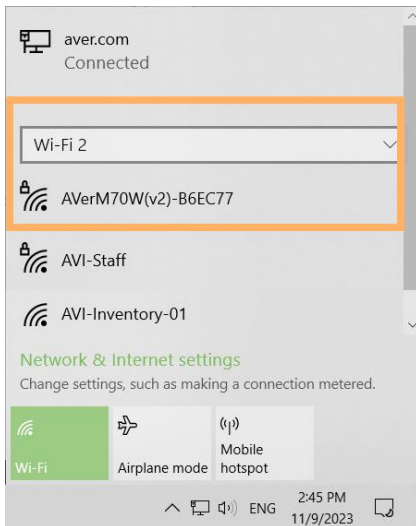 aver.com
Connected
Wi-Fi 2
AVerM70W(v2)-B6EC77
AVI-Staff
AVI-Inventory-01
Network & Internet settings
Change settings, such as making a connection metered.
Wi-Fi
Airplane mode
Mobile
hotspot
ENG
2:45 PM
11/9/2023